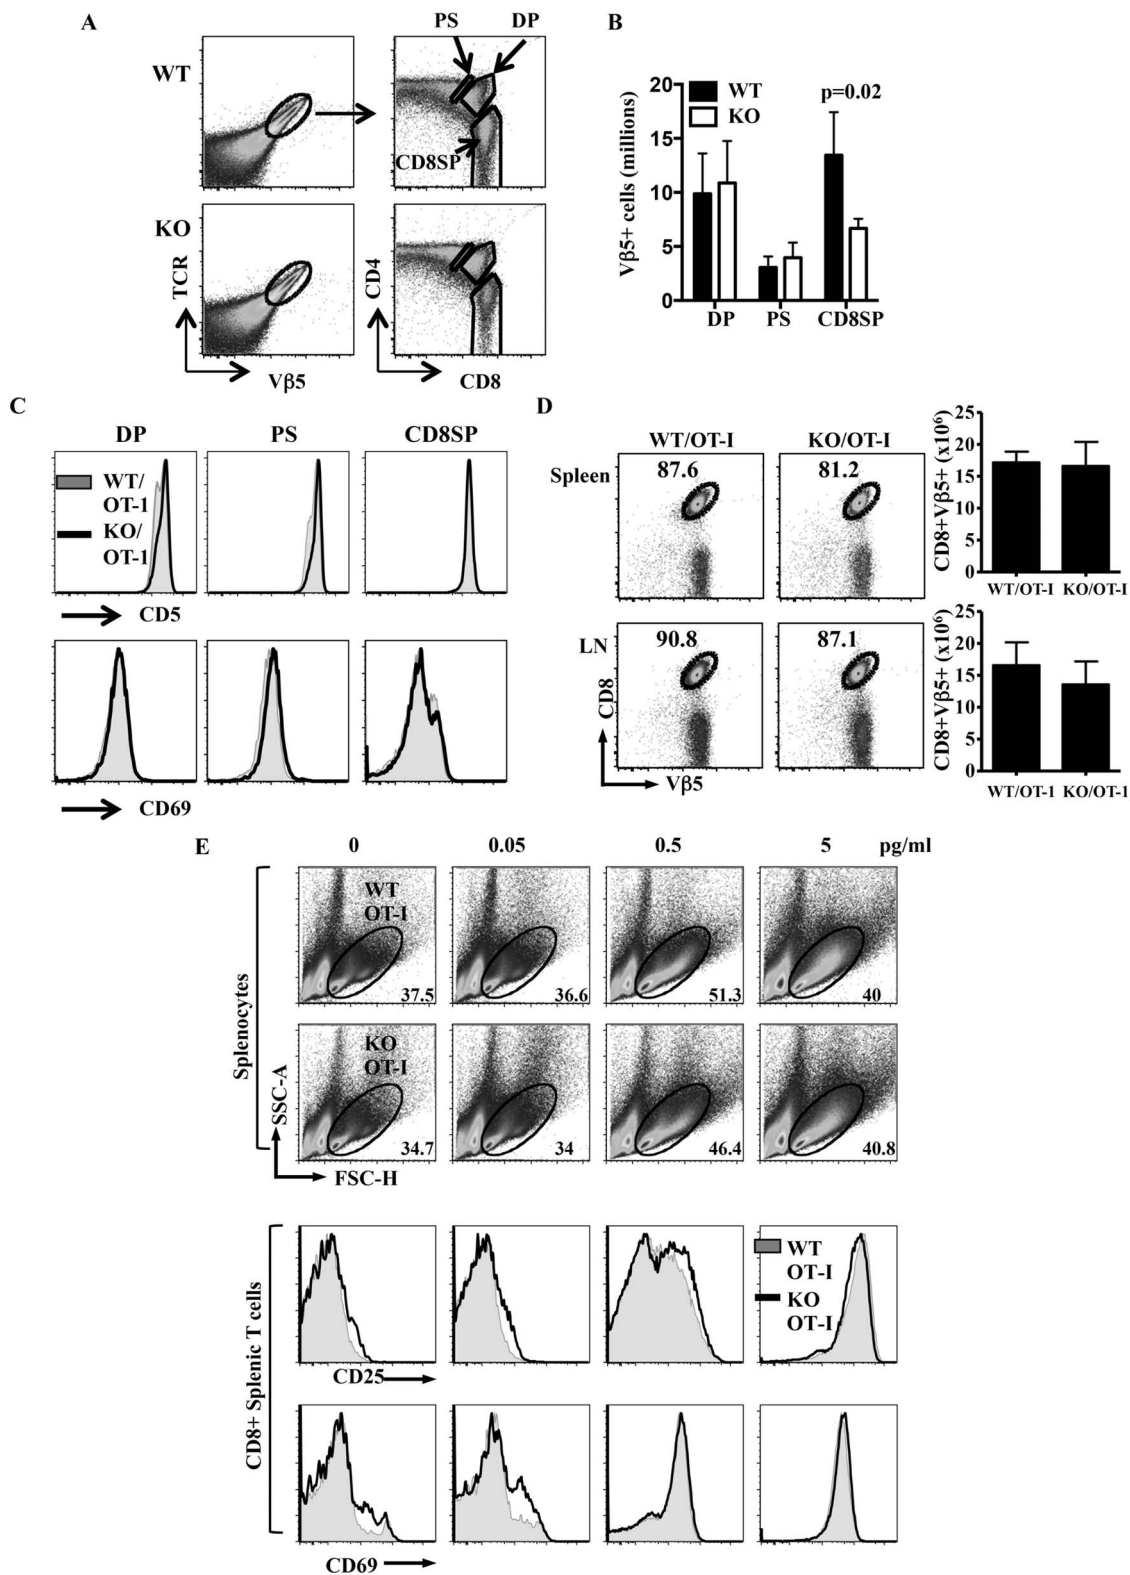 A
PS DP
WT
CD8SP
KO
TCR
CD4
Vβ5
CD8
B
Vβ5+ cells (millions)
20
15
10
5
0
WT
KO
p=0.02
DP PS CD8SP
C
DP PS CD8SP
WT/
OT-1
KO/
OT-1
CD5
CD69
D
WT/OT-I KO/OT-I
Spleen
87.6 81.2
LN
90.8 87.1
CD8
Vβ5
CD8+Vβ5+ (x10⁶)
25
20
15
10
5
0
WT/OT-I KO/OT-I
CD8+Vβ5+ (x10⁶)
25
20
15
10
5
0
WT/OT-1 KO/OT-1
E
0 0.05 0.5 5 pg/ml
Splenocytes
WT
OT-I
37.5 36.6 51.3 40
KO
OT-I
34.7 34 46.4 40.8
SSC-A
FSC-H
CD8+ Splenic T cells
WT
OT-I
KO
OT-I
CD25
CD69